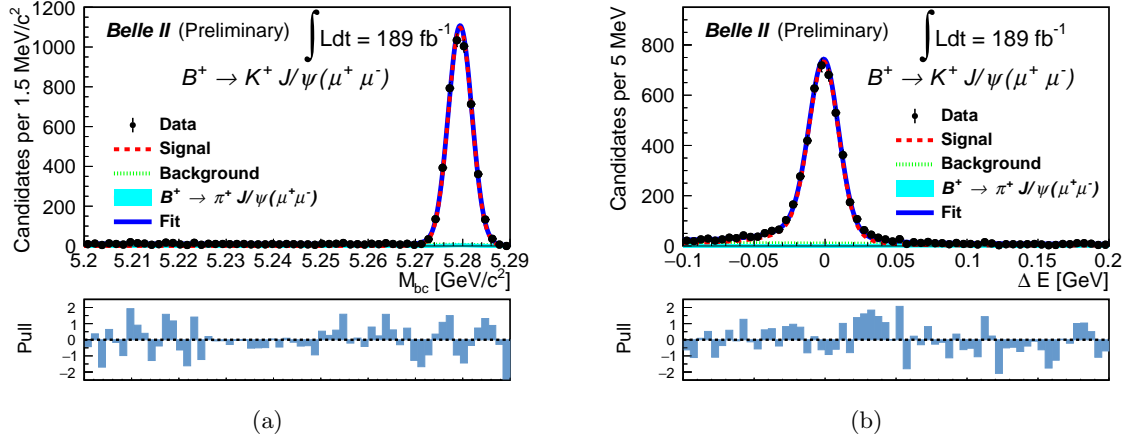 Belle II (Preliminary) ∫ Ldt = 189 fb⁻¹
B⁺ → K⁺ J/ψ(μ⁺ μ⁻)
Data
Signal
Background
B⁺ → π⁺ J/ψ(μ⁺μ⁻)
Fit
Candidates per 1.5 MeV/c²
1200
1000
800
600
400
200
0
5.2 5.21 5.22 5.23 5.24 5.25 5.26 5.27 5.28 5.29
M_bc [GeV/c²]
Pull
2
1
0
−1
−2
(a)
Belle II (Preliminary) ∫ Ldt = 189 fb⁻¹
B⁺ → K⁺ J/ψ(μ⁺ μ⁻)
Data
Signal
Background
B⁺ → π⁺ J/ψ(μ⁺μ⁻)
Fit
Candidates per 5 MeV
800
600
400
200
0
−0.1 −0.05 0 0.05 0.1 0.15 0.2
Δ E [GeV]
Pull
2
1
0
−1
−2
(b)